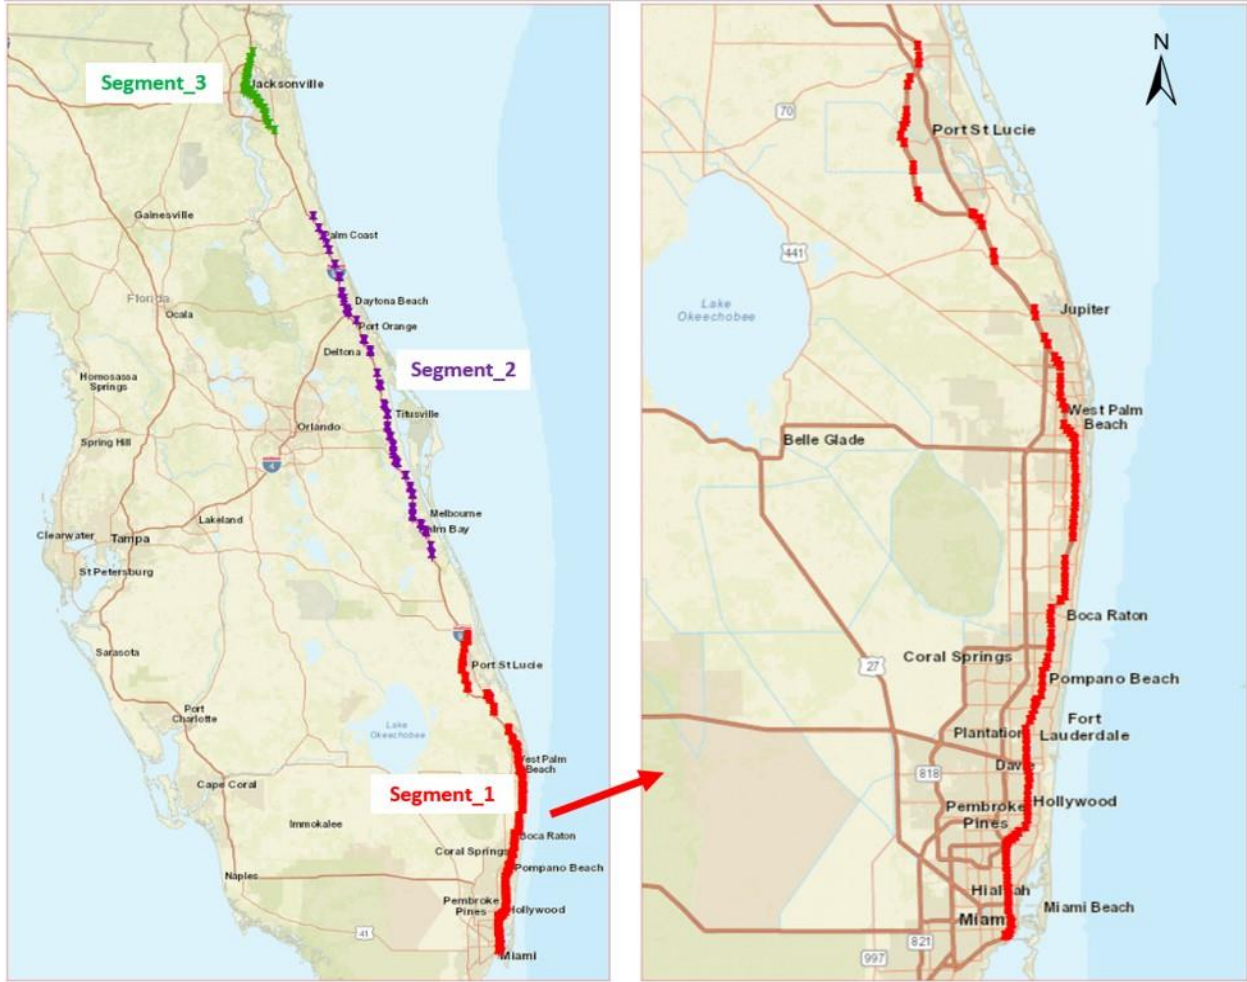 Segment_3
Jacksonville
Gainesville
Palm Coast
Florida
Ocala
Daytona Beach
Port Orange
Deltona
Segment_2
Homosassa
Springs
Titusville
Orlando
Spring Hill
4
Melbourne
alm Bay
Lakeland
Clearwater
Tampa
St Petersburg
Sarasota
Port St Lucie
Port
Charlotte
Lake
Okeechobee
West Palm
Beach
Cape Coral
Segment_1
Immokalee
Boca Raton
Coral Springs
Pompano Beach
Naples
Pembroke
Pines
Hollywood
41
Miami
N
70
Port St Lucie
441
Lake
Okeechobee
Jupiter
West Palm
Beach
Belle Glade
Boca Raton
Coral Springs
27
Pompano Beach
Fort
Lauderdale
Plantation
Davie
818
Hollywood
Pembroke
Pines
Hialeah
Miami Beach
Miami
821
997